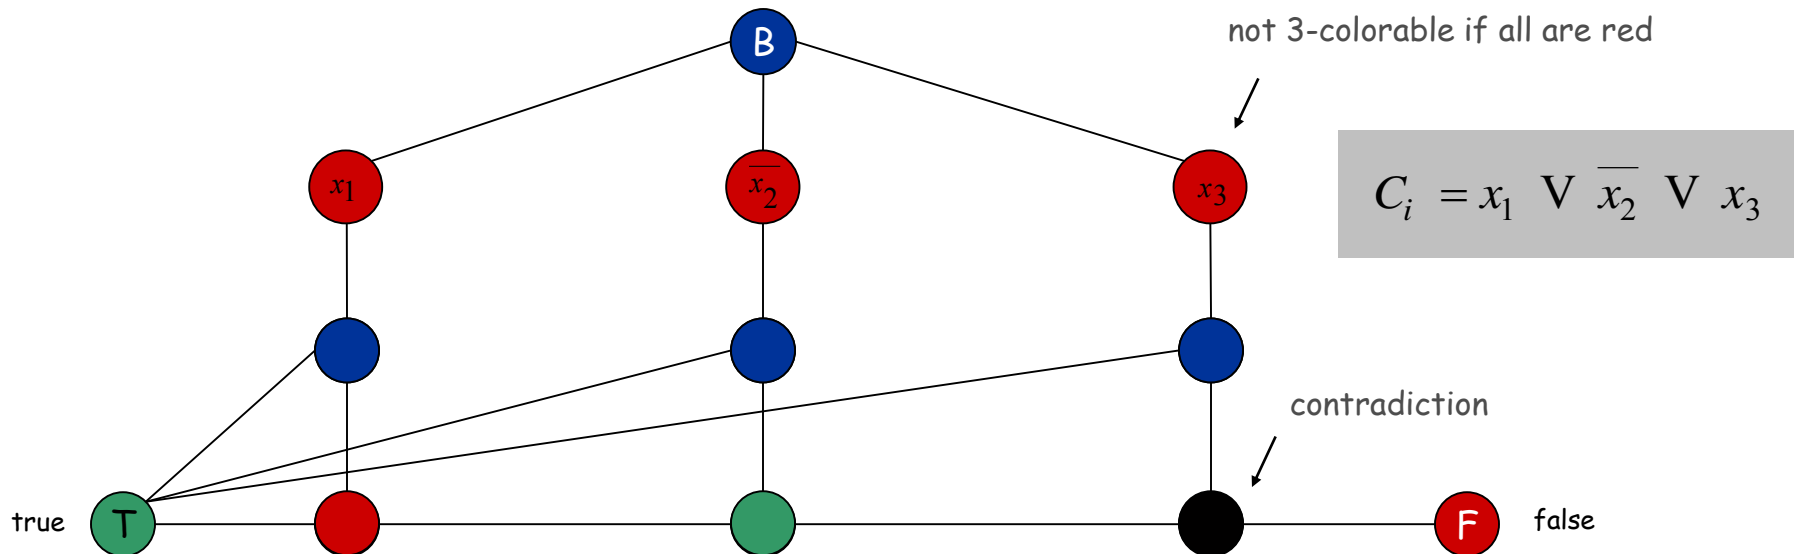 B
not 3-colorable if all are red
x₁
x̅₂
x₃
Cᵢ = x₁ V x̅₂ V x₃
contradiction
true
T
F
false